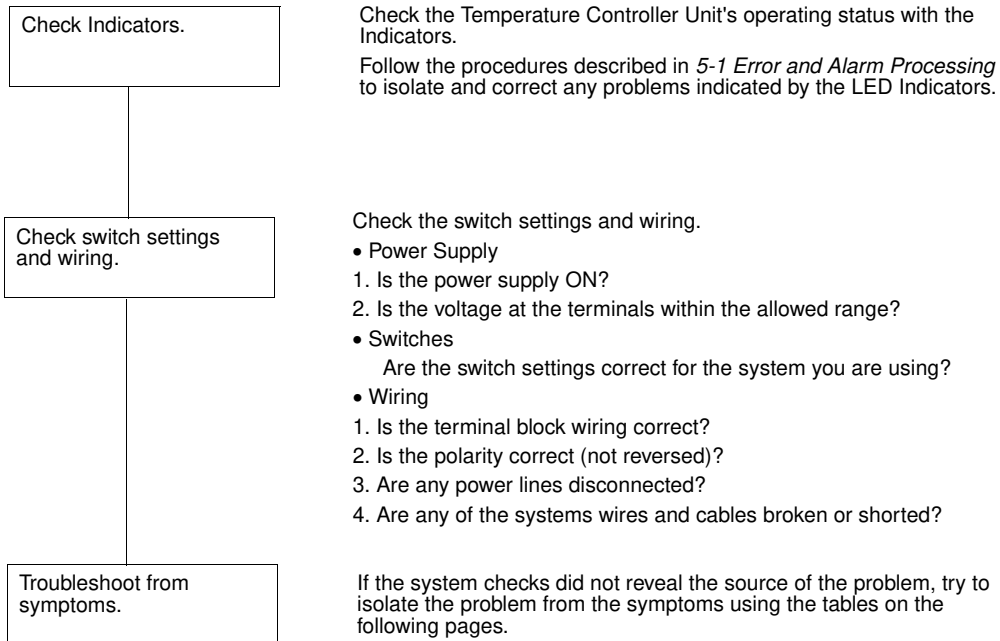 Check Indicators.
Check the Temperature Controller Unit's operating status with the
Indicators.
Follow the procedures described in 5-1 Error and Alarm Processing
to isolate and correct any problems indicated by the LED Indicators.
Check switch settings
and wiring.
Check the switch settings and wiring.
• Power Supply
1. Is the power supply ON?
2. Is the voltage at the terminals within the allowed range?
• Switches
Are the switch settings correct for the system you are using?
• Wiring
1. Is the terminal block wiring correct?
2. Is the polarity correct (not reversed)?
3. Are any power lines disconnected?
4. Are any of the systems wires and cables broken or shorted?
Troubleshoot from
symptoms.
If the system checks did not reveal the source of the problem, try to
isolate the problem from the symptoms using the tables on the
following pages.